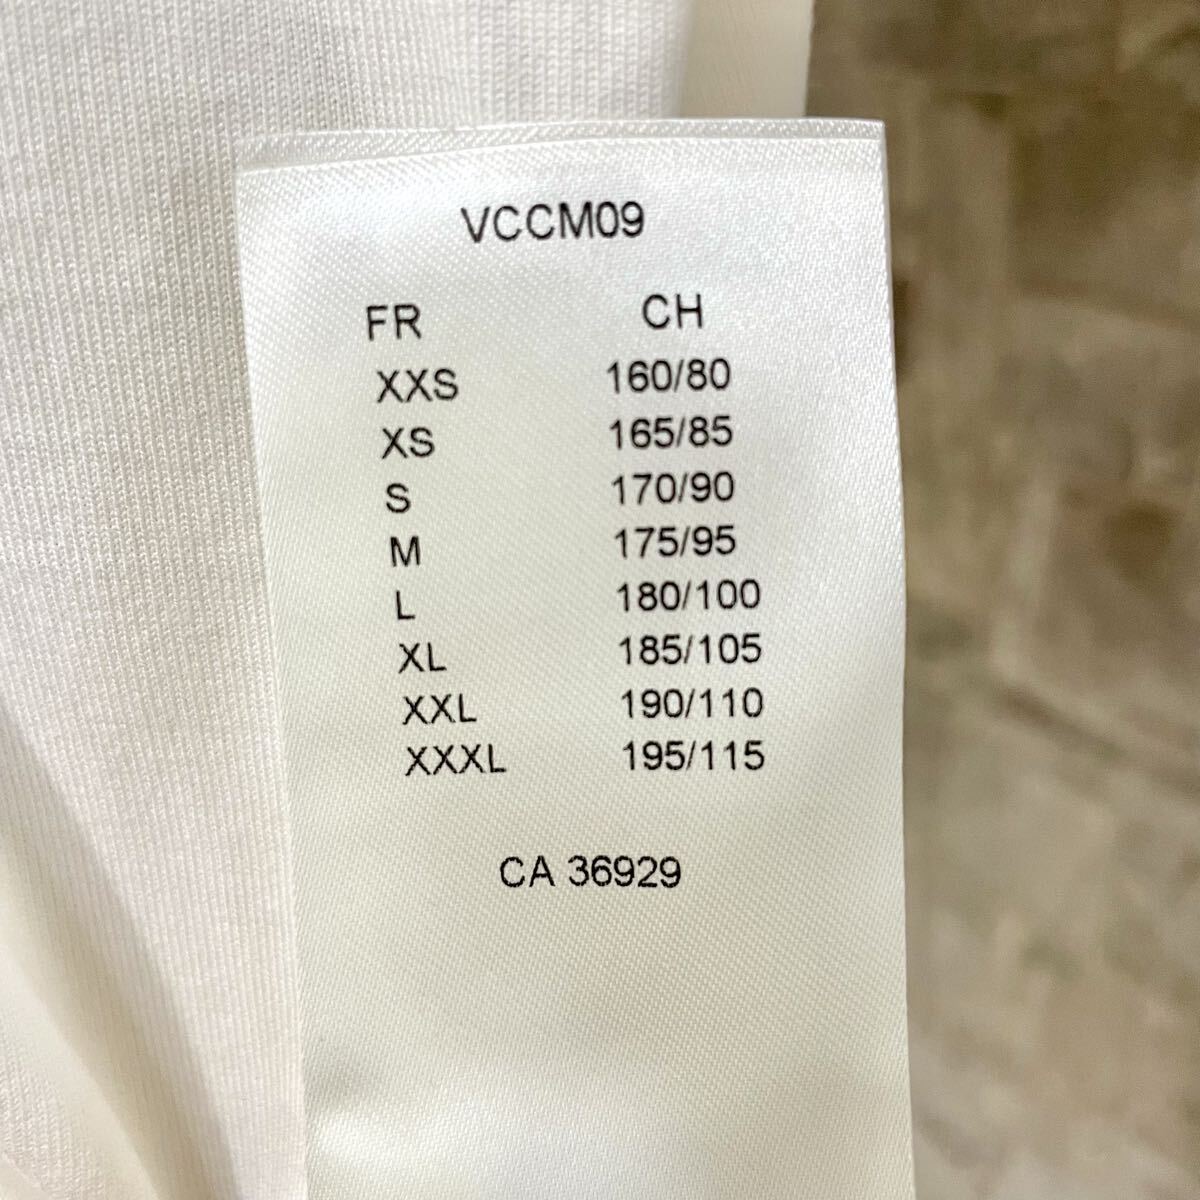 VCCM09
FR CH
XXS 160/80
XS 165/85
S 170/90
M 175/95
L 180/100
XL 185/105
XXL 190/110
XXXL 195/115
CA 36929